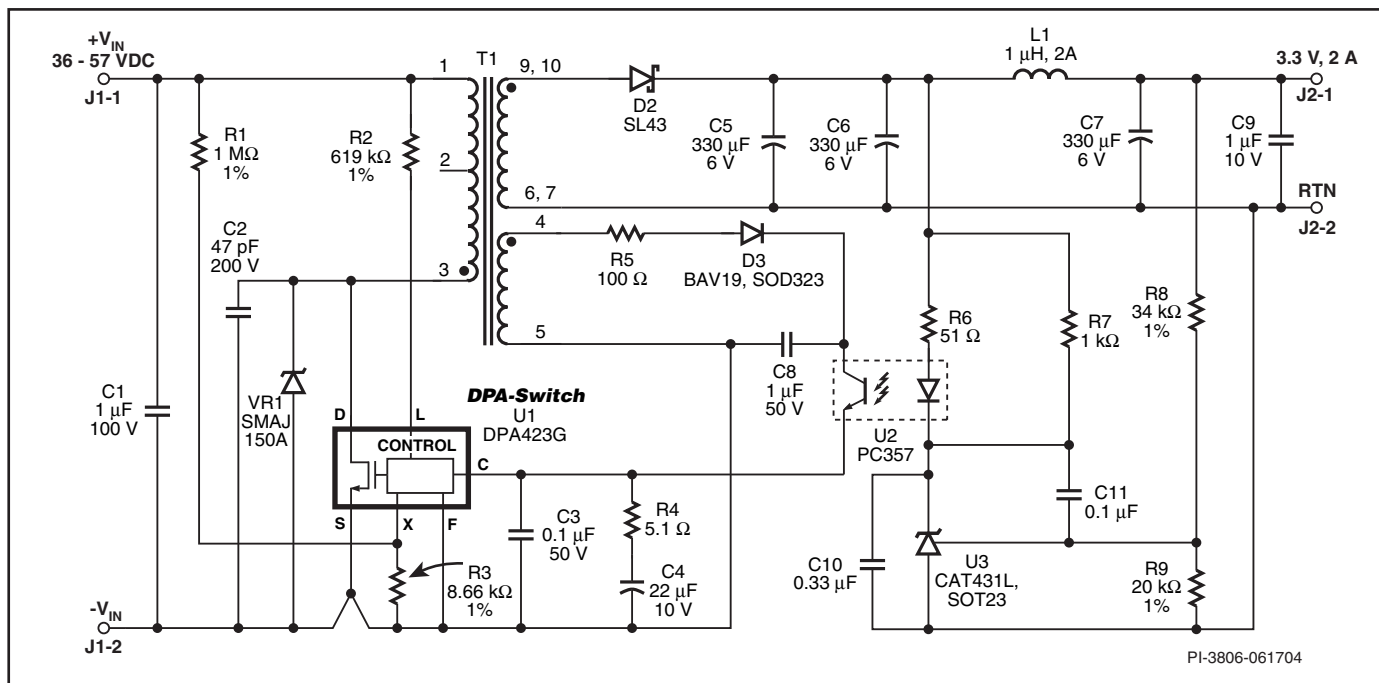 +VIN
36 - 57 VDC
J1-1
R1
1 MΩ
1%
R2
619 kΩ
1%
C2
47 pF
200 V
C1
1 µF
100 V
VR1
SMAJ
150A
T1
1
2
3
9, 10
6, 7
4
5
D2
SL43
C5
330 µF
6 V
C6
330 µF
6 V
L1
1 µH, 2A
C7
330 µF
6 V
C9
1 µF
10 V
3.3 V, 2 A
J2-1
RTN
J2-2
R5
100 Ω
D3
BAV19, SOD323
R6
51 Ω
R7
1 kΩ
R8
34 kΩ
1%
C8
1 µF
50 V
U2
PC357
DPA-Switch
U1
DPA423G
D
L
CONTROL
C
S
X
F
R3
8.66 kΩ
1%
C3
0.1 µF
50 V
R4
5.1 Ω
C4
22 µF
10 V
C10
0.33 µF
C11
0.1 µF
U3
CAT431L,
SOT23
R9
20 kΩ
1%
-VIN
J1-2
PI-3806-061704